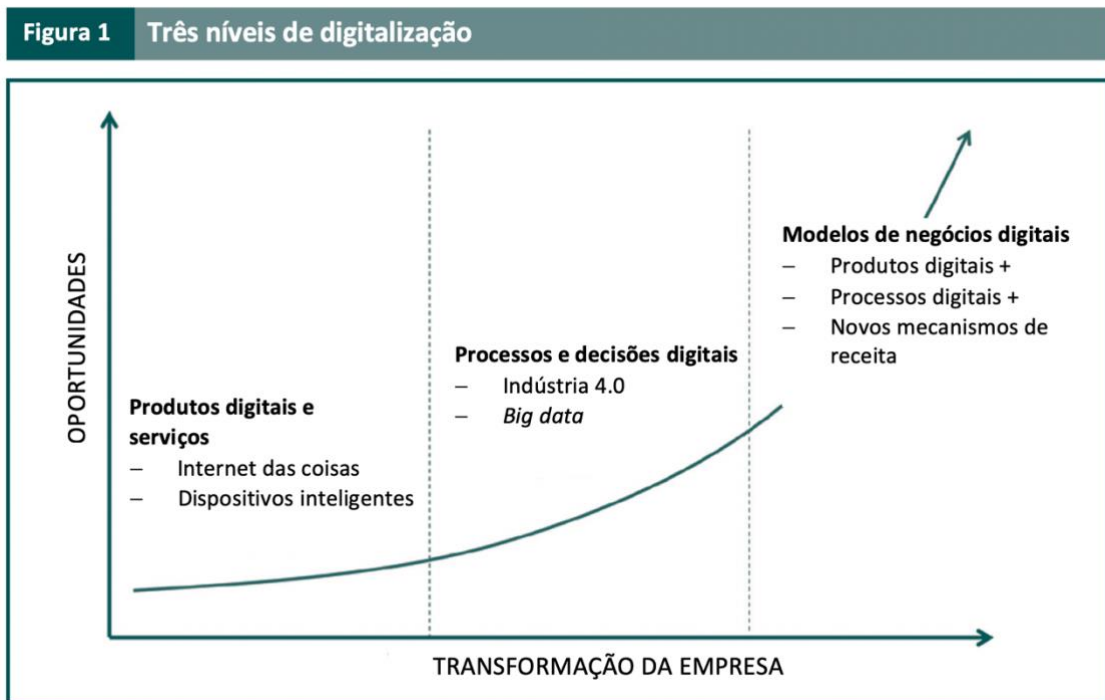 Figura 1
Três níveis de digitalização
OPORTUNIDADES
Produtos digitais e
serviços
– Internet das coisas
– Dispositivos inteligentes
Processos e decisões digitais
– Indústria 4.0
– Big data
Modelos de negócios digitais
– Produtos digitais +
– Processos digitais +
– Novos mecanismos de
receita
TRANSFORMAÇÃO DA EMPRESA